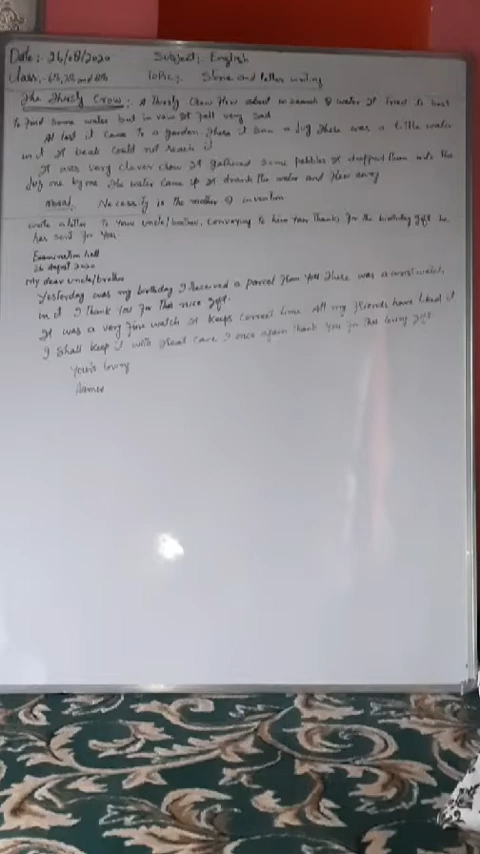 Date:- 26/08/2020 Subject:- English
Class:- 6th, 7th and 8th Topic:- Stone and letter writing
The Thirsty Crow: A Thirsty Crow flew about in search of water It Tried its best
To find some water but in vain It felt very sad
At last it came To a garden There it saw a Jug There was a little water
in it It beak could not reach it
It was very clever crow It gathered some pebbles It dropped them into the
Jug one by one The water came up It drank the water and flew away
Moral Necessity is the mother of invention
write a letter To your uncle/brother, conveying to him your Thanks for the birthday gift he
has sent for you.
Examination hall
26 august 2020
My dear uncle/brother
Yesterday was my birthday I received a parcel from you There was a wrist watch
in it I thank you for this nice gift.
It was a very fine watch It keeps correct time All my friends have liked it
I shall keep it with great care I once again thank you for this loving gift
Your's loving